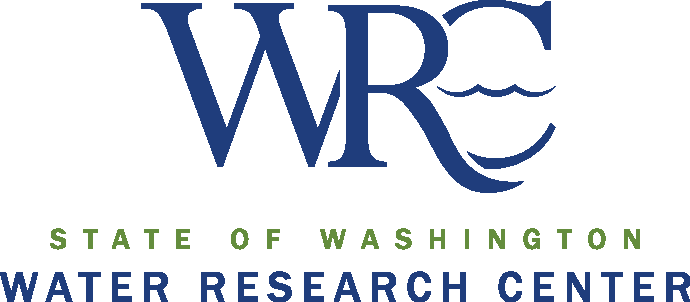 WRC
STATE OF WASHINGTON
WATER RESEARCH CENTER